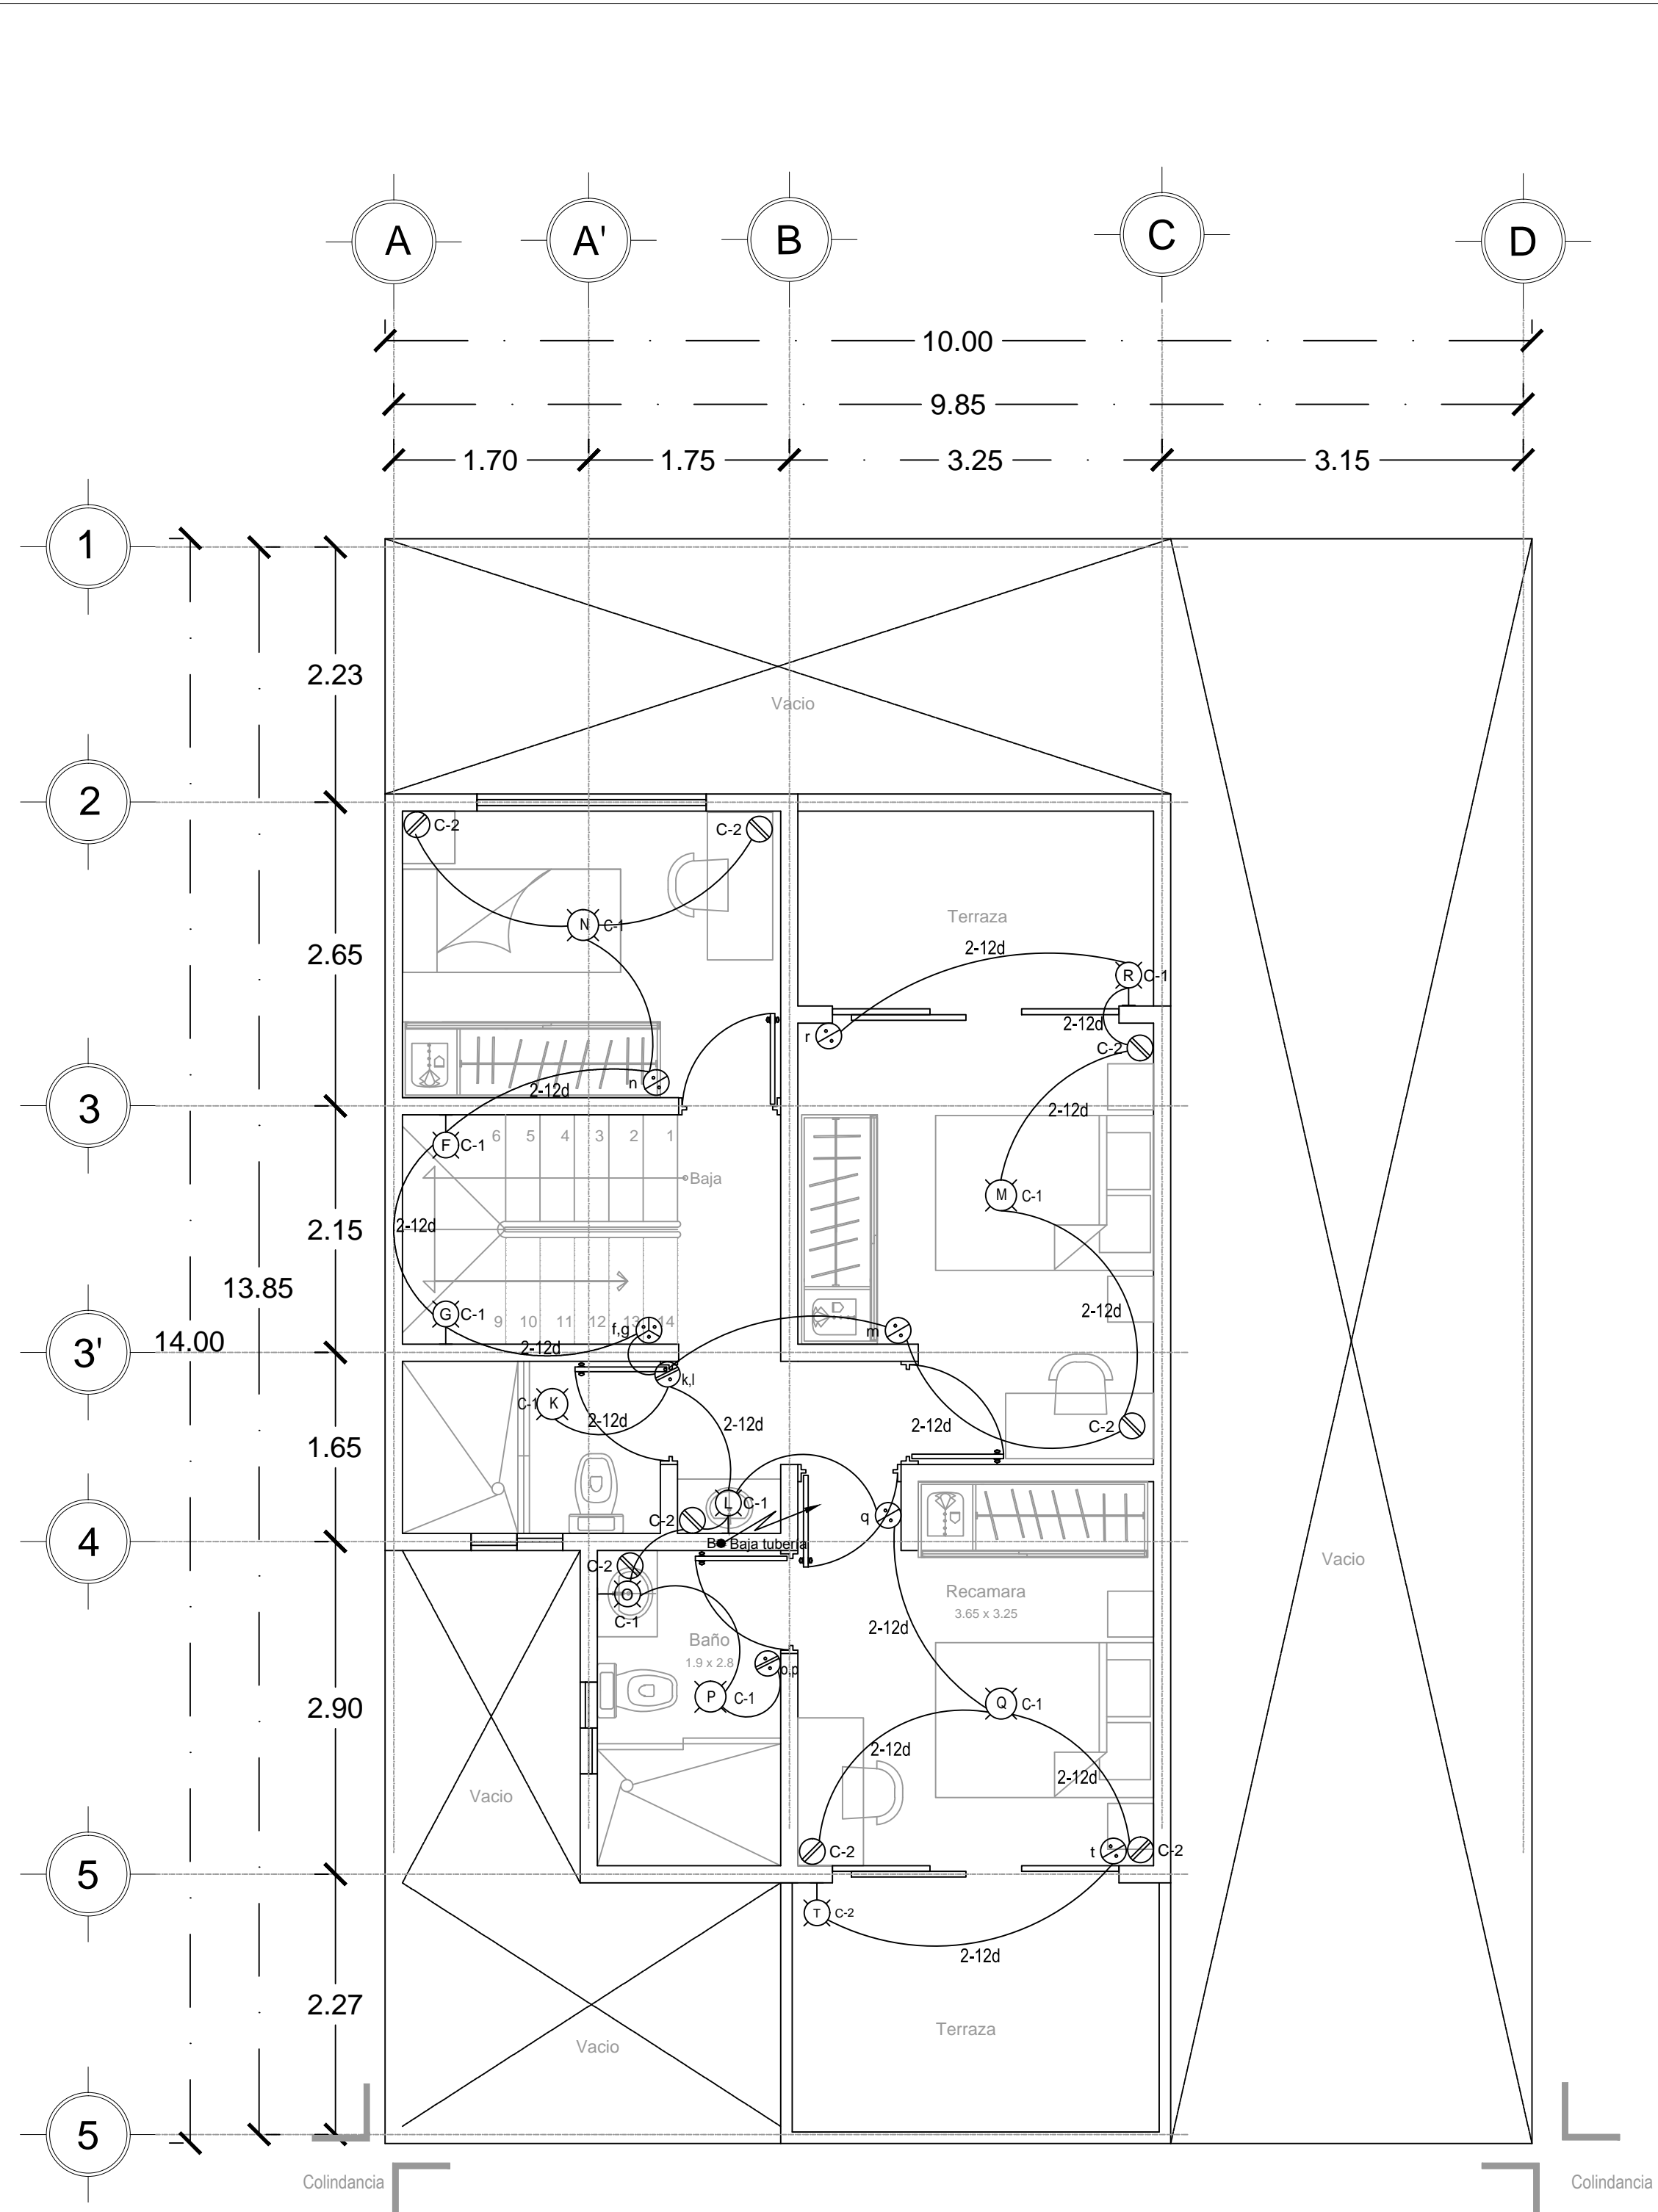 A A' B C D
10.00
9.85
1.70 1.75 3.25 3.15
1
2.23
Vacio
2
C-2 C-2
N C-1
Terraza
2.65
2-12d
R C-1
2-12d
r
C-2
n
2-12d
3
2-12d
F C-1
6 5 4 3 2 1
Baja
M C-1
2-12d
2.15
13.85
14.00
2-12d
G C-1
9 10 11 12 13 14
f,g
m
2-12d
3'
k,l
C-1 K
2-12d
2-12d
2-12d
C-2
1.65
L C-1
C-2
q
4
B Baja tuberia
C-2
O
C-1
Recamara
3.65 x 3.25
Vacio
2-12d
Baño
1.9 x 2.8
o,p
P C-1
Q C-1
2.90
2-12d
2-12d
Vacio
C-2
t
C-2
5
T C-2
2-12d
2.27
Terraza
Vacio
5
Colindancia
Colindancia